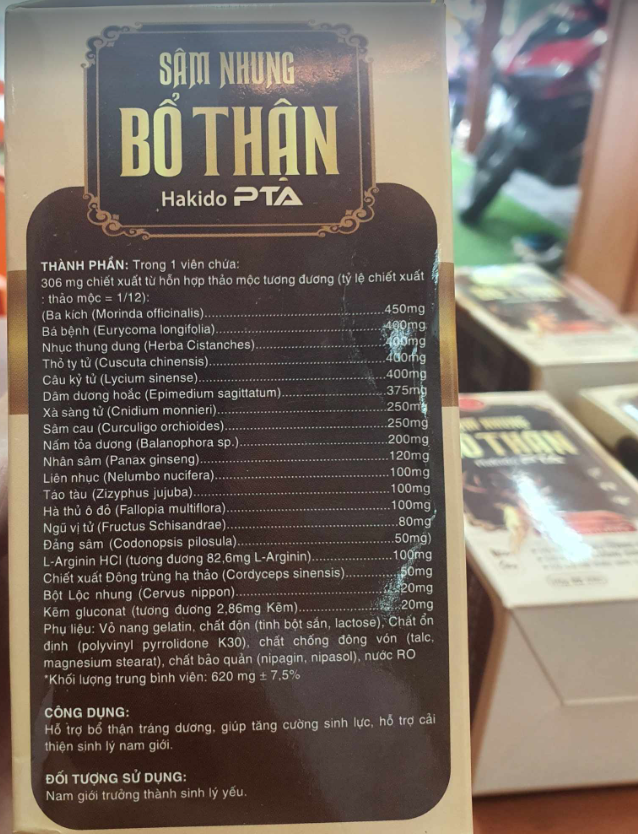 SÂM NHUNG
BỔ THẬN
Hakido PTA
THÀNH PHẦN: Trong 1 viên chứa:
306 mg chiết xuất từ hỗn hợp thảo mộc tương đương (tỷ lệ chiết xuất
: thảo mộc = 1/12):
(Ba kích (Morinda officinalis)..........450mg
Bá bệnh (Eurycoma longifolia)..........400mg
Nhục thung dung (Herba Cistanches)..........400mg
Thỏ ty tử (Cuscuta chinensis)..........400mg
Câu kỷ tử (Lycium sinense)..........400mg
Dâm dương hoắc (Epimedium sagittatum)..........375mg
Xà sàng tử (Cnidium monnieri)..........250mg
Sâm cau (Curculigo orchioides)..........250mg
Nấm tỏa dương (Balanophora sp.)..........200mg
Nhân sâm (Panax ginseng)..........120mg
Liên nhục (Nelumbo nucifera)..........100mg
Táo tàu (Zizyphus jujuba)..........100mg
Hà thủ ô đỏ (Fallopia multiflora)..........100mg
Ngũ vị tử (Fructus Schisandrae)..........80mg
Đảng sâm (Codonopsis pilosula)..........50mg)
L-Arginin HCl (tương đương 82,6mg L-Arginin)..........100mg
Chiết xuất Đông trùng hạ thảo (Cordyceps sinensis)..........50mg
Bột Lộc nhung (Cervus nippon)..........20mg
Kẽm gluconat (tương đương 2,86mg Kẽm)..........20mg
Phụ liệu: Vỏ nang gelatin, chất độn (tinh bột sắn, lactose), Chất ổn
định (polyvinyl pyrrolidone K30), chất chống đông vón (talc,
magnesium stearat), chất bảo quản (nipagin, nipasol), nước RO
*Khối lượng trung bình viên: 620 mg ± 7,5%
CÔNG DỤNG:
Hỗ trợ bổ thận tráng dương, giúp tăng cường sinh lực, hỗ trợ cải
thiện sinh lý nam giới.
ĐỐI TƯỢNG SỬ DỤNG:
Nam giới trưởng thành sinh lý yếu.
SÂM NHUNG
BỔ THẬN